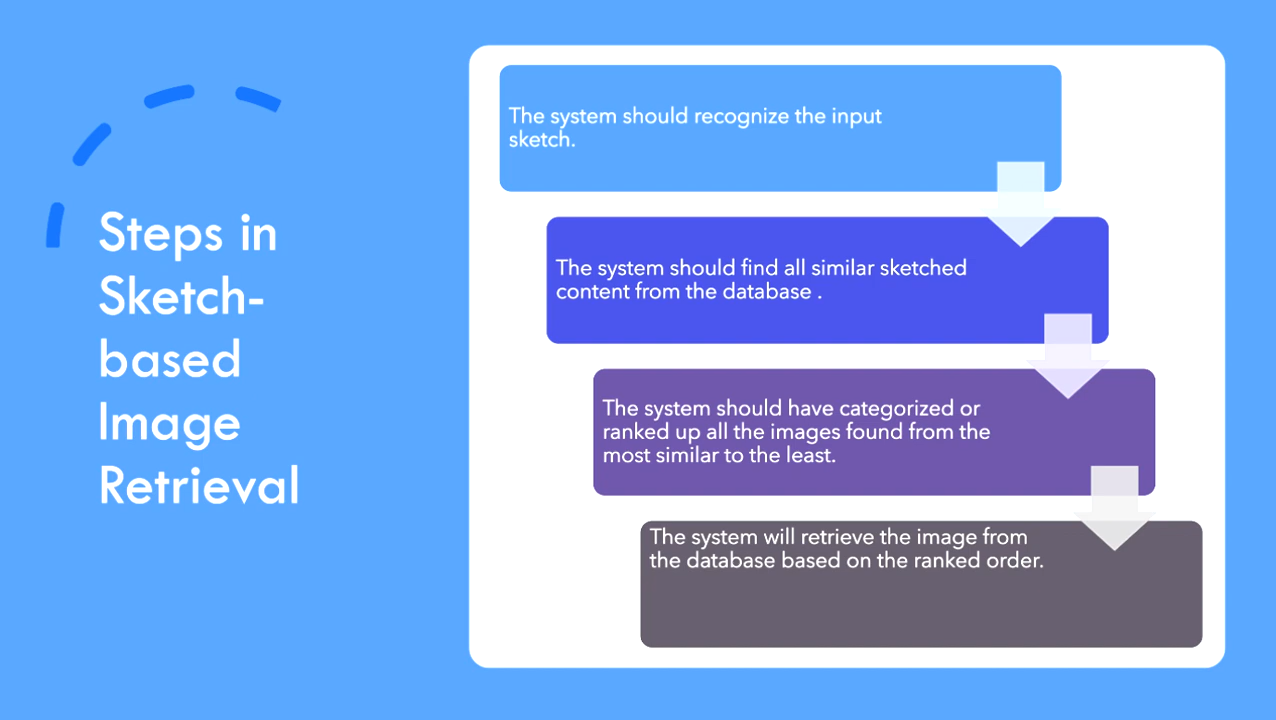 Steps in
Sketch-
based
Image
Retrieval
The system should recognize the input
sketch.
The system should find all similar sketched
content from the database .
The system should have categorized or
ranked up all the images found from the
most similar to the least.
The system will retrieve the image from
the database based on the ranked order.